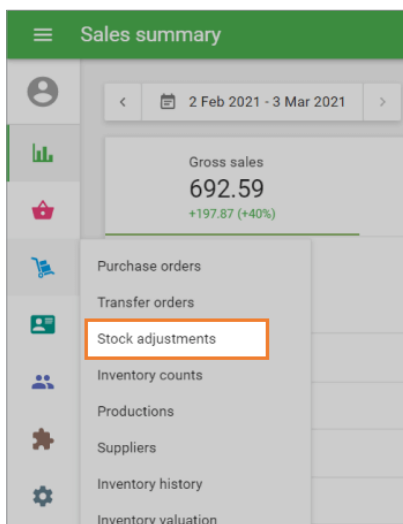 Sales summary
2 Feb 2021 - 3 Mar 2021
Gross sales
692.59
+197.87 (+40%)
Purchase orders
Transfer orders
Stock adjustments
Inventory counts
Productions
Suppliers
Inventory history
Inventory valuation